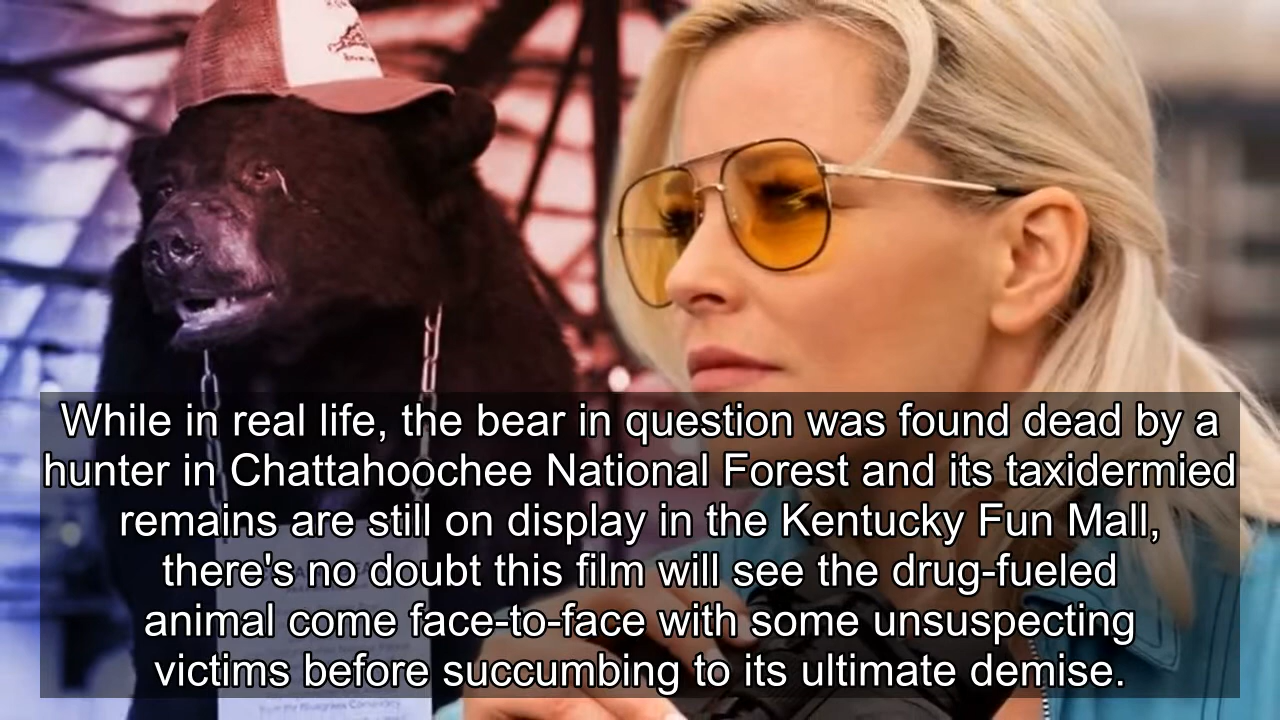 While in real life, the bear in question was found dead by a
hunter in Chattahoochee National Forest and its taxidermied
remains are still on display in the Kentucky Fun Mall,
there's no doubt this film will see the drug-fueled
animal come face-to-face with some unsuspecting
victims before succumbing to its ultimate demise.